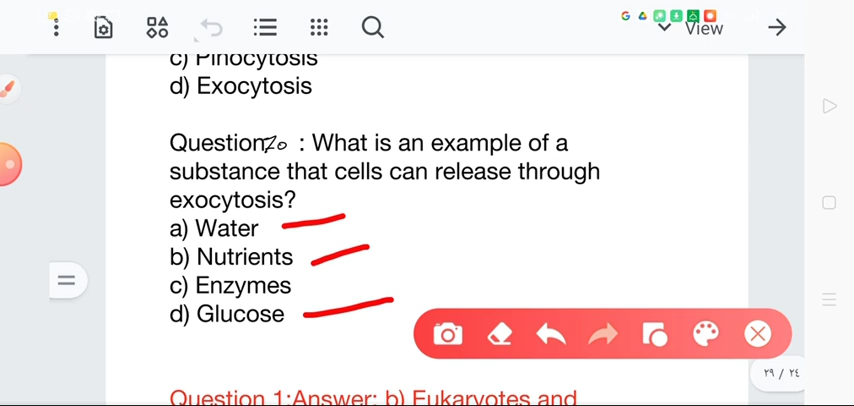 View
c) Pinocytosis
d) Exocytosis
Question70 : What is an example of a
substance that cells can release through
exocytosis?
a) Water
b) Nutrients
c) Enzymes
d) Glucose
٢٩ / ٢٤
Question 1:Answer: b) Eukaryotes and